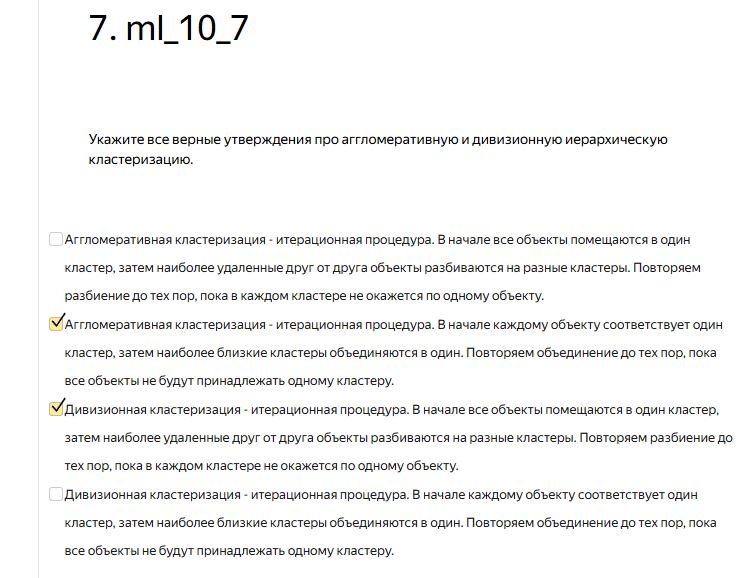 7. ml_10_7
Укажите все верные утверждения про аггломеративную и дивизионную иерархическую
кластеризацию.
Аггломеративная кластеризация - итерационная процедура. В начале все объекты помещаются в один
кластер, затем наиболее удаленные друг от друга объекты разбиваются на разные кластеры. Повторяем
разбиение до тех пор, пока в каждом кластере не окажется по одному объекту.
Аггломеративная кластеризация - итерационная процедура. В начале каждому объекту соответствует один
кластер, затем наиболее близкие кластеры объединяются в один. Повторяем объединение до тех пор, пока
все объекты не будут принадлежать одному кластеру.
Дивизионная кластеризация - итерационная процедура. В начале все объекты помещаются в один кластер,
затем наиболее удаленные друг от друга объекты разбиваются на разные кластеры. Повторяем разбиение до
тех пор, пока в каждом кластере не окажется по одному объекту.
Дивизионная кластеризация - итерационная процедура. В начале каждому объекту соответствует один
кластер, затем наиболее близкие кластеры объединяются в один. Повторяем объединение до тех пор, пока
все объекты не будут принадлежать одному кластеру.